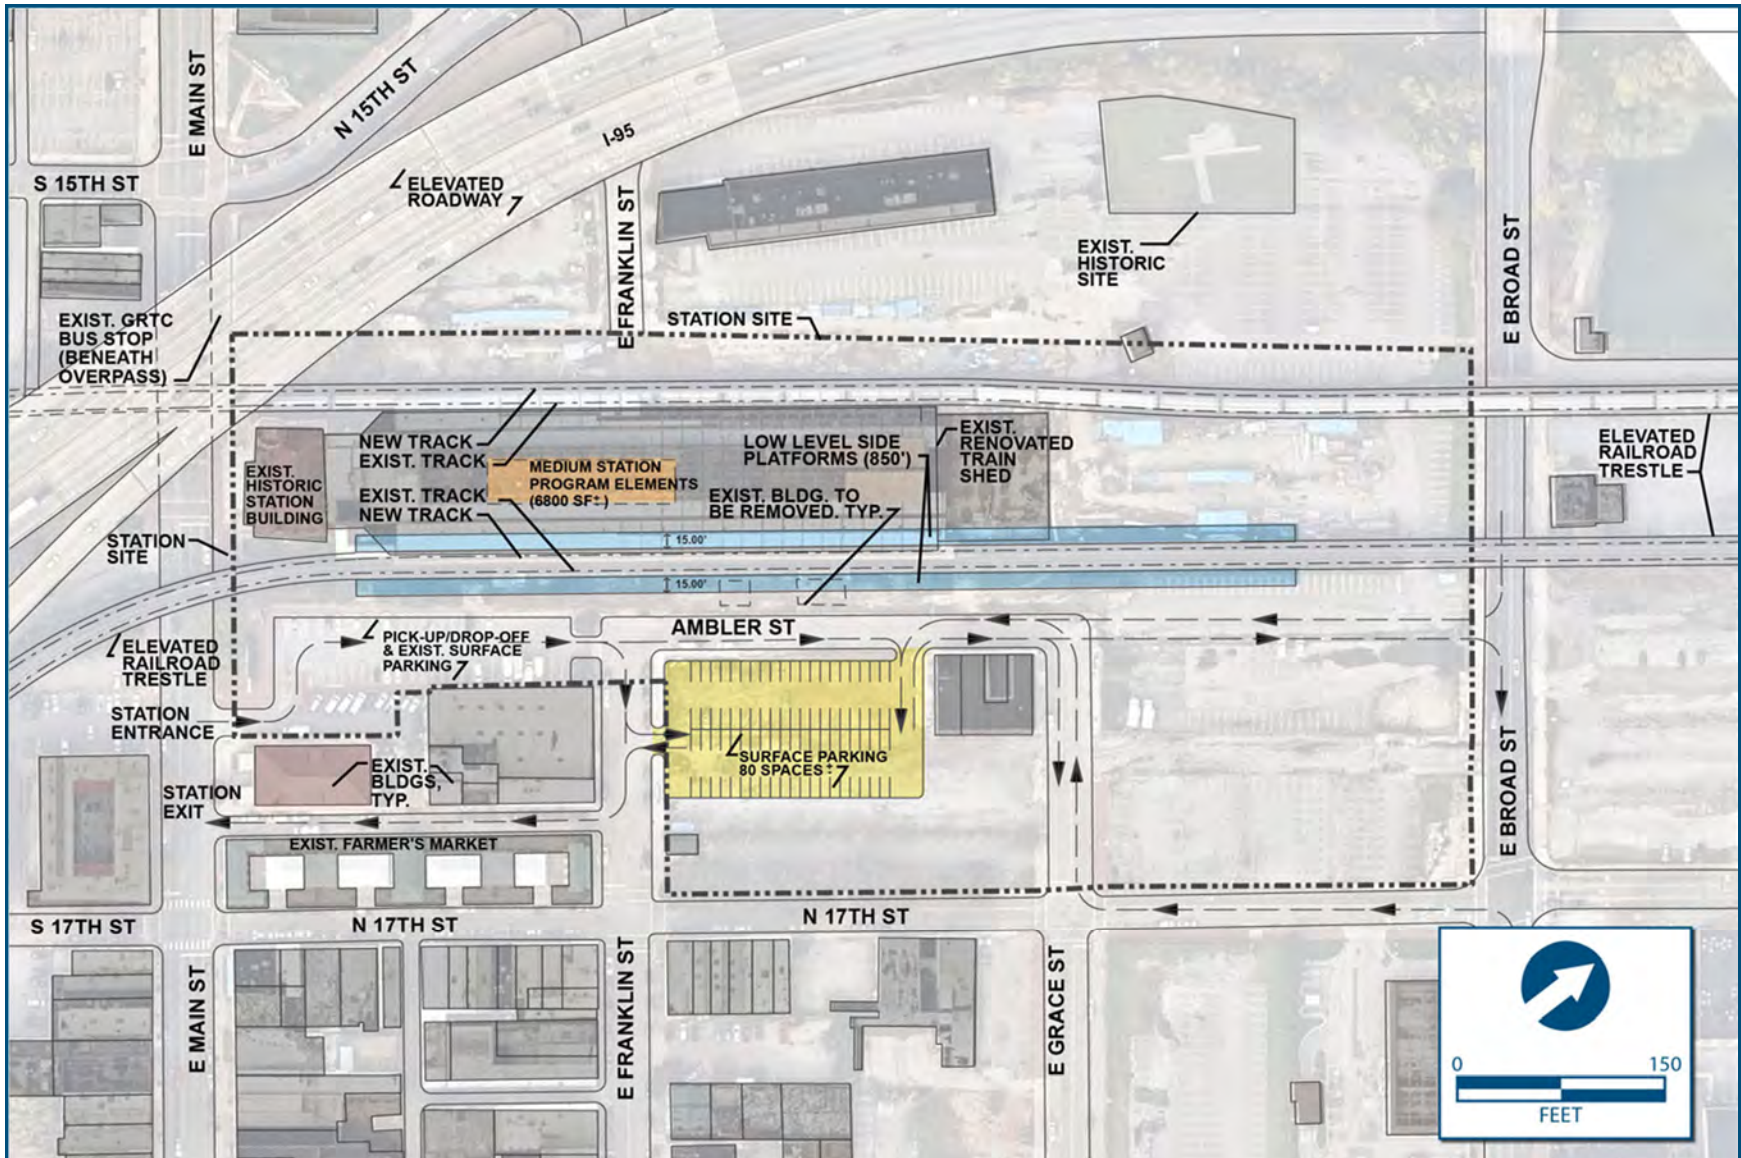 E MAIN ST
N 15TH ST
I-95
S 15TH ST
ELEVATED
ROADWAY
E FRANKLIN ST
EXIST.
HISTORIC
SITE
E BROAD ST
EXIST. GRTC
BUS STOP
(BENEATH
OVERPASS)
STATION SITE
NEW TRACK
EXIST. TRACK
EXIST. TRACK
NEW TRACK
MEDIUM STATION
PROGRAM ELEMENTS
(6800 SF±)
LOW LEVEL SIDE
PLATFORMS (850')
EXIST. BLDG. TO
BE REMOVED. TYP.
EXIST.
RENOVATED
TRAIN
SHED
ELEVATED
RAILROAD
TRESTLE
EXIST.
HISTORIC
STATION
BUILDING
STATION
SITE
15.00'
15.00'
AMBLER ST
PICK-UP/DROP-OFF
& EXIST. SURFACE
PARKING
ELEVATED
RAILROAD
TRESTLE
STATION
ENTRANCE
SURFACE PARKING
80 SPACES±
EXIST.
BLDGS,
TYP.
STATION
EXIT
E BROAD ST
EXIST. FARMER'S MARKET
S 17TH ST
N 17TH ST
N 17TH ST
E MAIN ST
E FRANKLIN ST
E GRACE ST
0 150
FEET